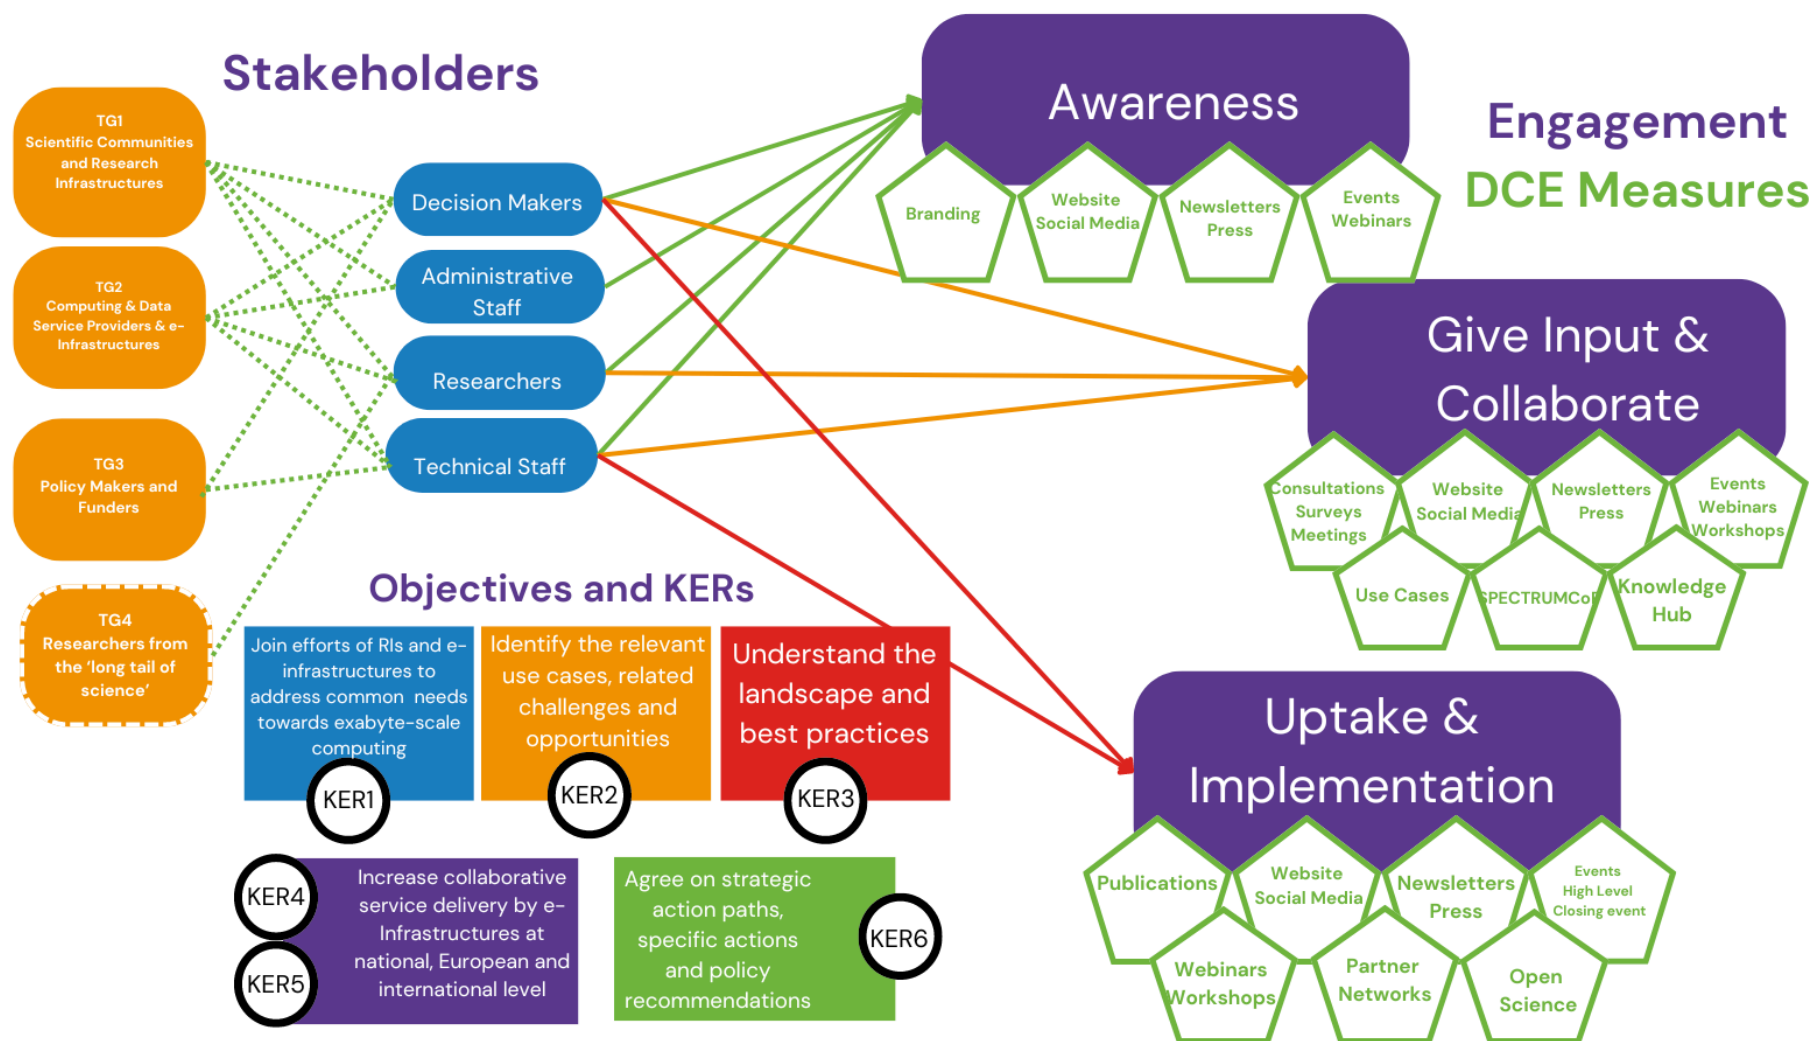 Stakeholders
TG1
Scientific Communities
and Research
Infrastructures
TG2
Computing & Data
Service Providers & e-
Infrastructures
TG3
Policy Makers and
Funders
TG4
Researchers from
the ‘long tail of
science’
Decision Makers
Administrative
Staff
Researchers
Technical Staff
Engagement
DCE Measures
Awareness
Branding
Website
Social Media
Newsletters
Press
Events
Webinars
Give Input &
Collaborate
Consultations
Surveys
Meetings
Website
Social Media
Newsletters
Press
Events
Webinars
Workshops
Use Cases
SPECTRUMCoP
Knowledge
Hub
Uptake &
Implementation
Publications
Website
Social Media
Newsletters
Press
Events
High Level
Closing event
Webinars
Workshops
Partner
Networks
Open
Science
Objectives and KERs
Join efforts of RIs and e-
infrastructures to
address common needs
towards exabyte-scale
computing
KER1
Identify the relevant
use cases, related
challenges and
opportunities
KER2
Understand the
landscape and
best practices
KER3
KER4
KER5
Increase collaborative
service delivery by e-
Infrastructures at
national, European and
international level
Agree on strategic
action paths,
specific actions
and policy
recommendations
KER6